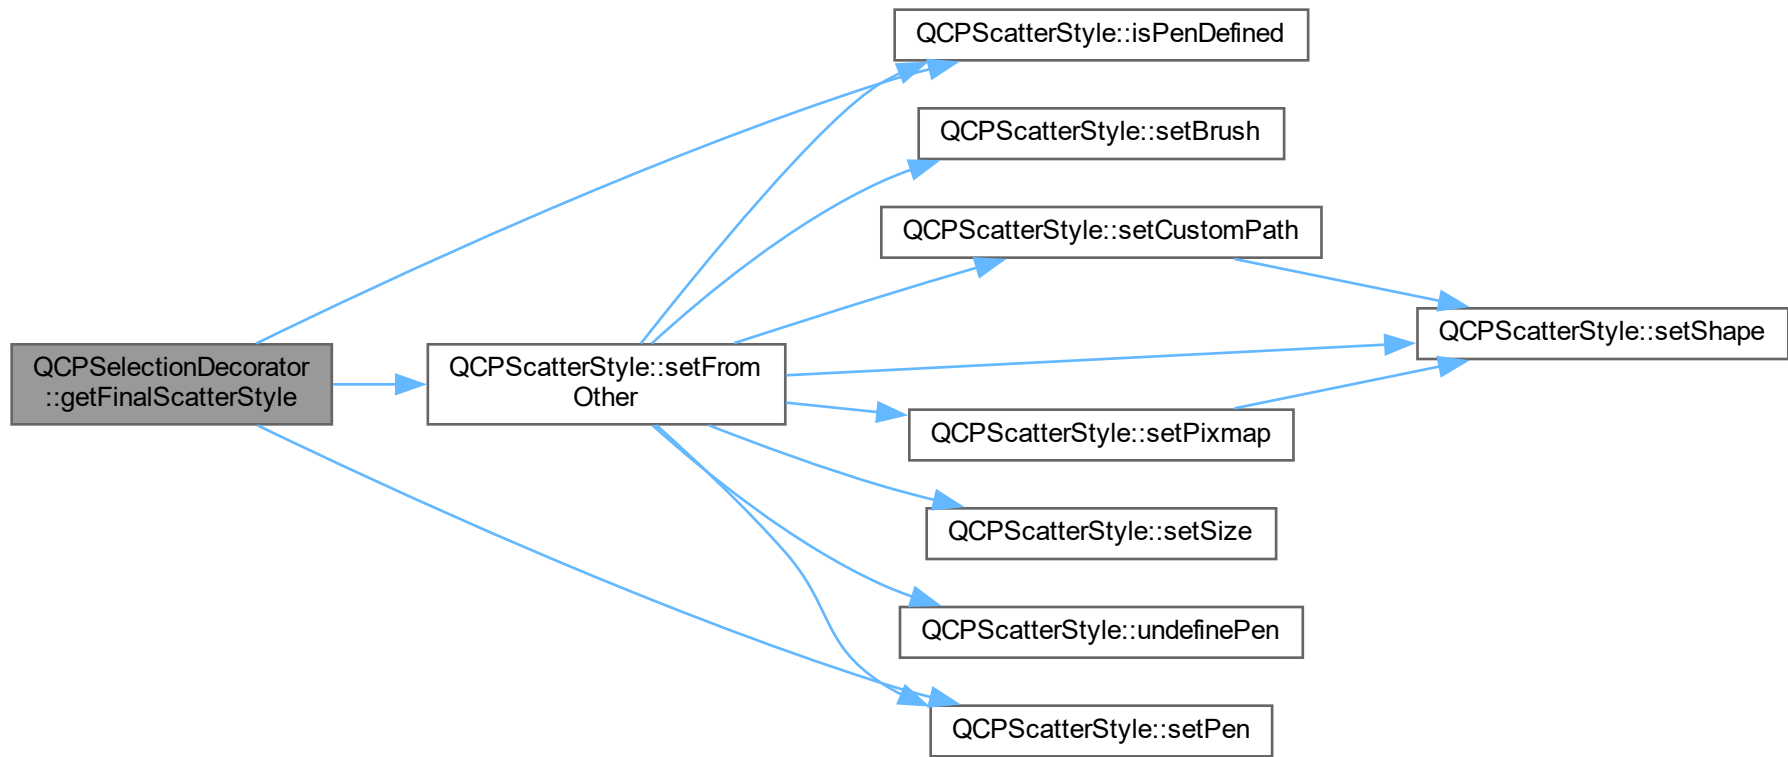 QCPScatterStyle::isPenDefined
QCPScatterStyle::setBrush
QCPScatterStyle::setCustomPath
QCPScatterStyle::setShape
QCPSelectionDecorator
::getFinalScatterStyle
QCPScatterStyle::setFrom
Other
QCPScatterStyle::setPixmap
QCPScatterStyle::setSize
QCPScatterStyle::undefinePen
QCPScatterStyle::setPen